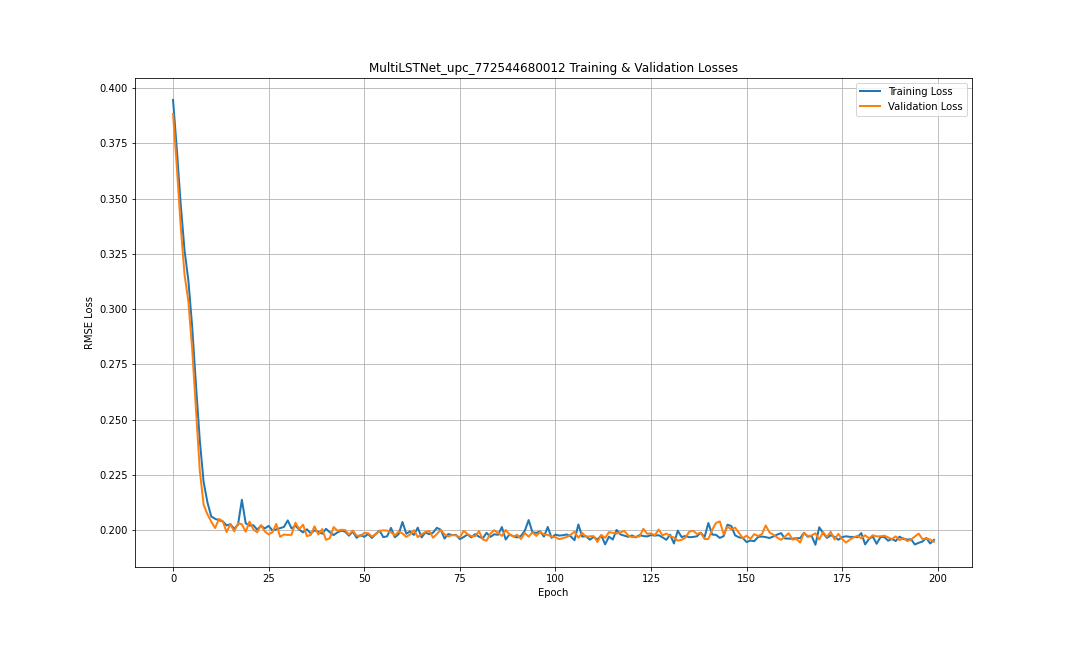 MultiLSTNet_upc_772544680012 Training & Validation Losses
Training Loss
Validation Loss
0.400
0.375
0.350
0.325
0.300
0.275
0.250
0.225
0.200
RMSE Loss
0 25 50 75 100 125 150 175 200
Epoch